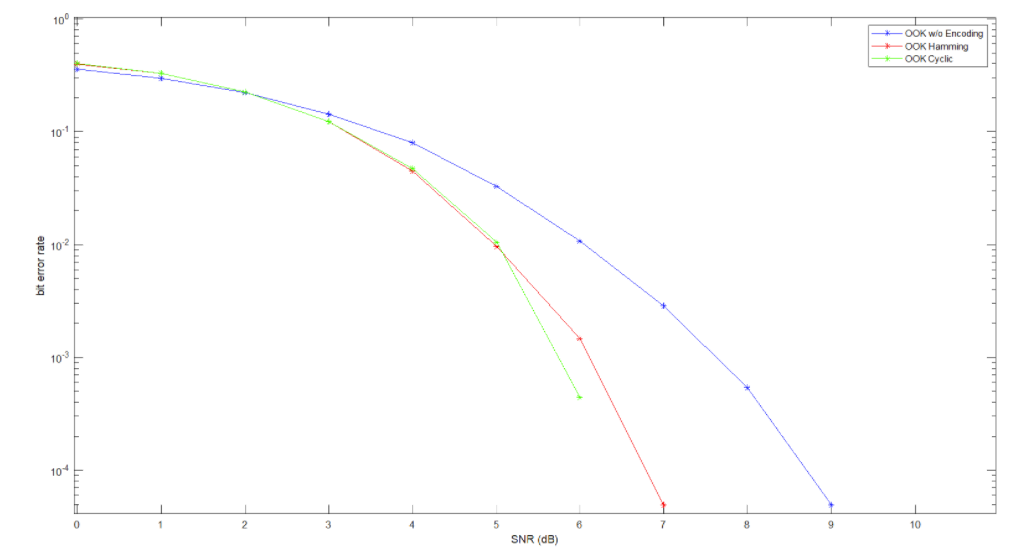 10^0
10^-1
10^-2
10^-3
10^-4
bit error rate
OOK w/o Encoding
OOK Hamming
OOK Cyclic
0 1 2 3 4 5 6 7 8 9 10
SNR (dB)